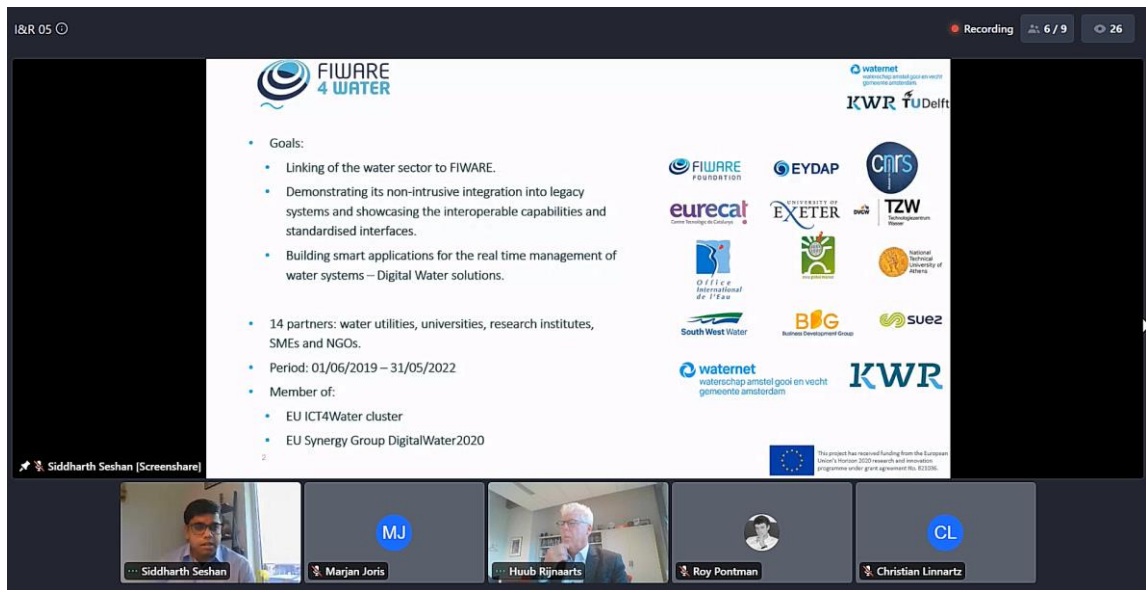 I&R 05
Recording
6 / 9
26
FIWARE
4 WATER
waternet
waterschap amstel gooi en vecht
gemeente amsterdam
KWR TUDelft
• Goals:
• Linking of the water sector to FIWARE.
• Demonstrating its non-intrusive integration into legacy
systems and showcasing the interoperable capabilities and
standardised interfaces.
• Building smart applications for the real time management of
water systems – Digital Water solutions.
• 14 partners: water utilities, universities, research institutes,
SMEs and NGOs.
• Period: 01/06/2019 – 31/05/2022
• Member of:
• EU ICT4Water cluster
• EU Synergy Group DigitalWater2020
2
FIWARE
FOUNDATION
EYDAP
cnrs
eurecat
Centre Tecnològic de Catalunya
UNIVERSITY OF
EXETER
DVGW
TZW
Technologiezentrum
Wasser
Office
International
de l'Eau
National
Technical
University of
Athens
South West Water
BDG
Business Development Group
suez
waternet
waterschap amstel gooi en vecht
gemeente amsterdam
KWR
This project has received funding from the European
Union's Horizon 2020 research and innovation
programme under grant agreement No. 821036.
Siddharth Seshan [Screenshare]
Siddharth Seshan
MJ
Marjan Joris
Huub Rijnaarts
Roy Pontman
CL
Christian Linnartz